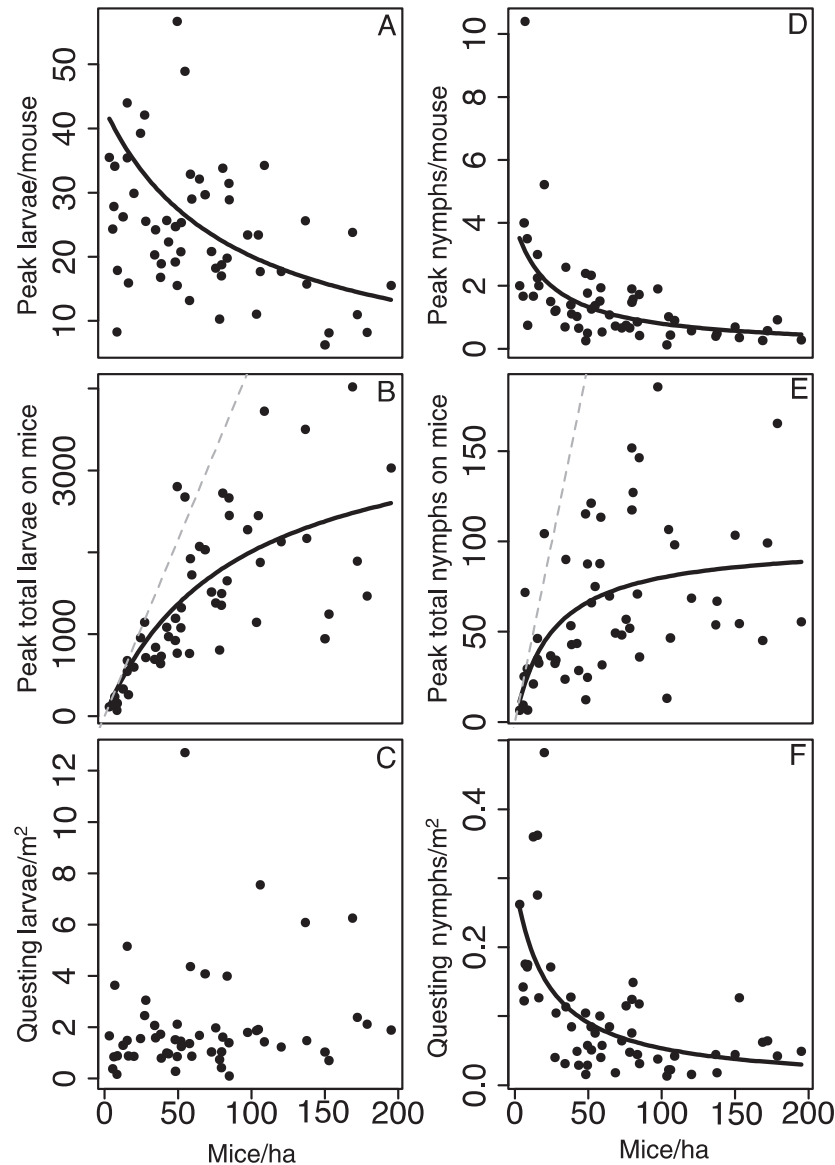 A
Peak larvae/mouse
50
40
30
20
10
D
Peak nymphs/mouse
10
8
6
4
2
0
B
Peak total larvae on mice
3000
1000
0
E
Peak total nymphs on mice
150
100
50
0
C
Questing larvae/m²
12
10
8
6
4
2
0
0 50 100 150 200
Mice/ha
F
Questing nymphs/m²
0.4
0.2
0.0
0 50 100 150 200
Mice/ha